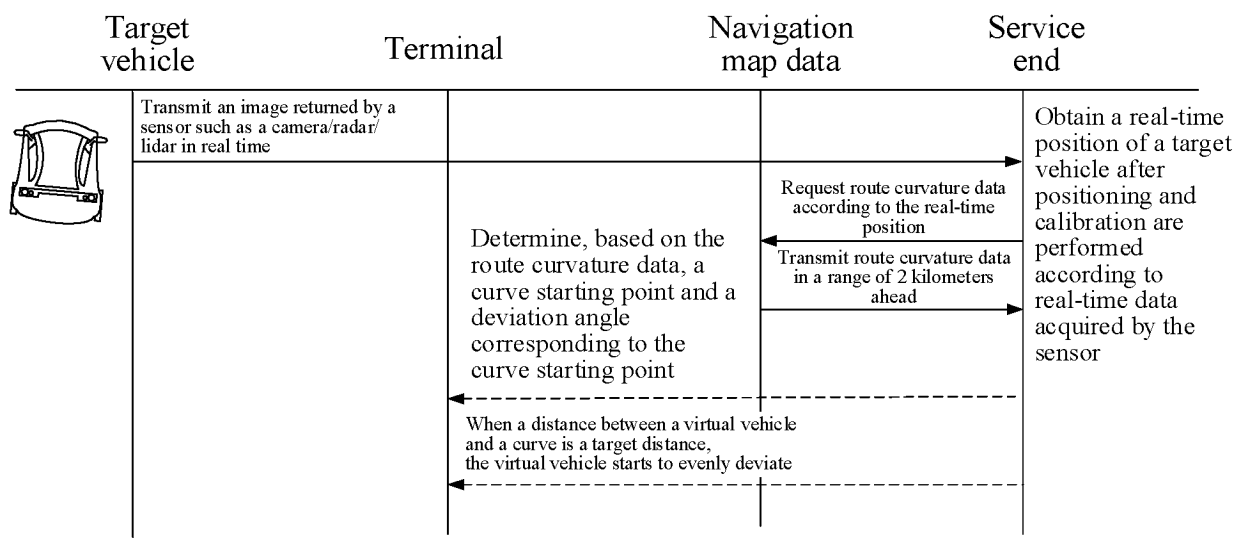 Target
vehicle
Terminal
Navigation
map data
Service
end
Transmit an image returned by a
sensor such as a camera/radar/
lidar in real time
Obtain a real-time
position of a target
vehicle after
positioning and
calibration are
performed
according to
real-time data
acquired by the
sensor
Request route curvature data
according to the real-time
position
Transmit route curvature data
in a range of 2 kilometers
ahead
Determine, based on the
route curvature data, a
curve starting point and a
deviation angle
corresponding to the
curve starting point
When a distance between a virtual vehicle
and a curve is a target distance,
the virtual vehicle starts to evenly deviate